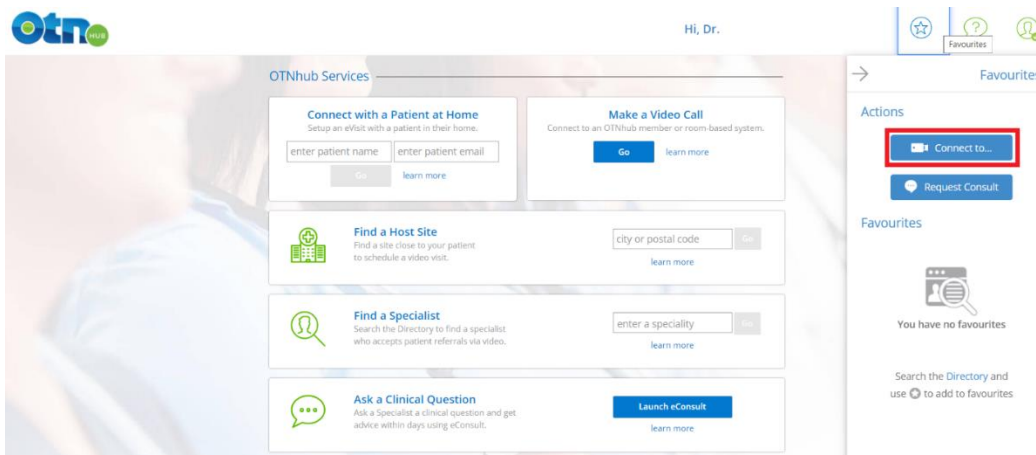 otn HUB
Hi, Dr.
Favourites
OTNhub Services
Connect with a Patient at Home
Setup an eVisit with a patient in their home.
enter patient name enter patient email
Go learn more
Make a Video Call
Connect to an OTNhub member or room-based system.
Go learn more
Find a Host Site
Find a site close to your patient
to schedule a video visit.
city or postal code Go
learn more
Find a Specialist
Search the Directory to find a specialist
who accepts patient referrals via video.
enter a speciality Go
learn more
Ask a Clinical Question
Ask a Specialist a clinical question and get
advice within days using eConsult.
Launch eConsult
learn more
Favourites
Actions
Connect to...
Request Consult
Favourites
You have no favourites
Search the Directory and
use to add to favourites